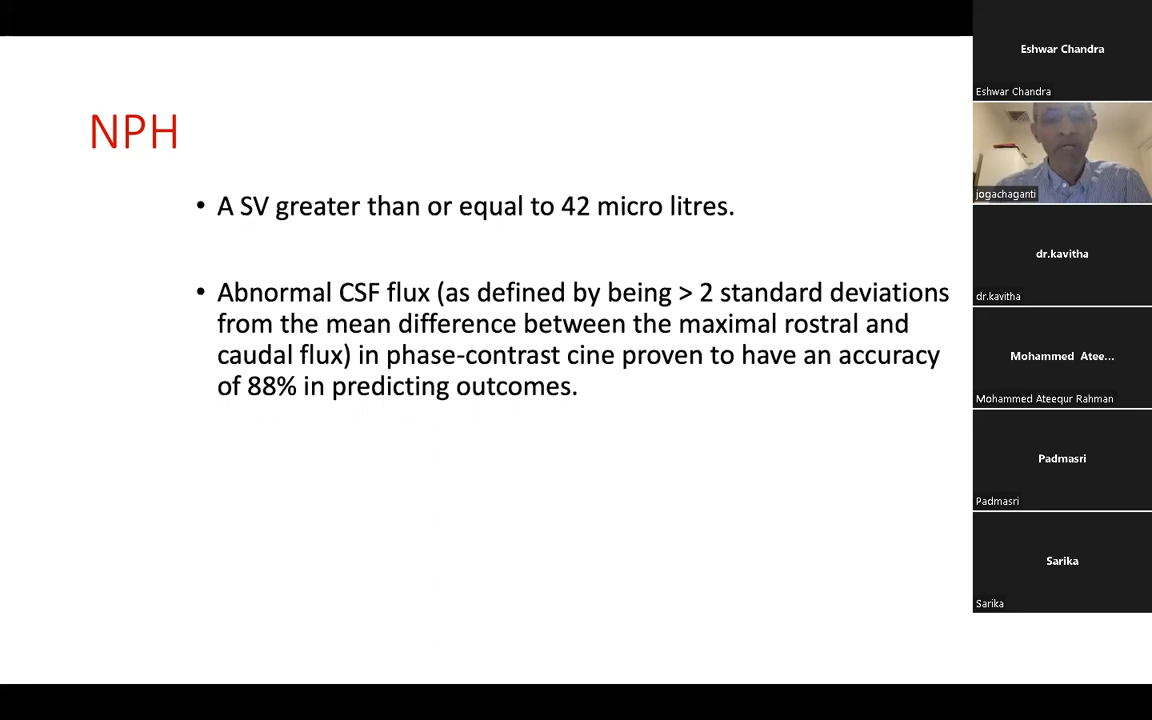 NPH
• A SV greater than or equal to 42 micro litres.
• Abnormal CSF flux (as defined by being > 2 standard deviations
from the mean difference between the maximal rostral and
caudal flux) in phase-contrast cine proven to have an accuracy
of 88% in predicting outcomes.
Eshwar Chandra
Eshwar Chandra
jogachaganti
dr.kavitha
dr.kavitha
Mohammed Atee...
Mohammed Ateequr Rahman
Padmasri
Padmasri
Sarika
Sarika